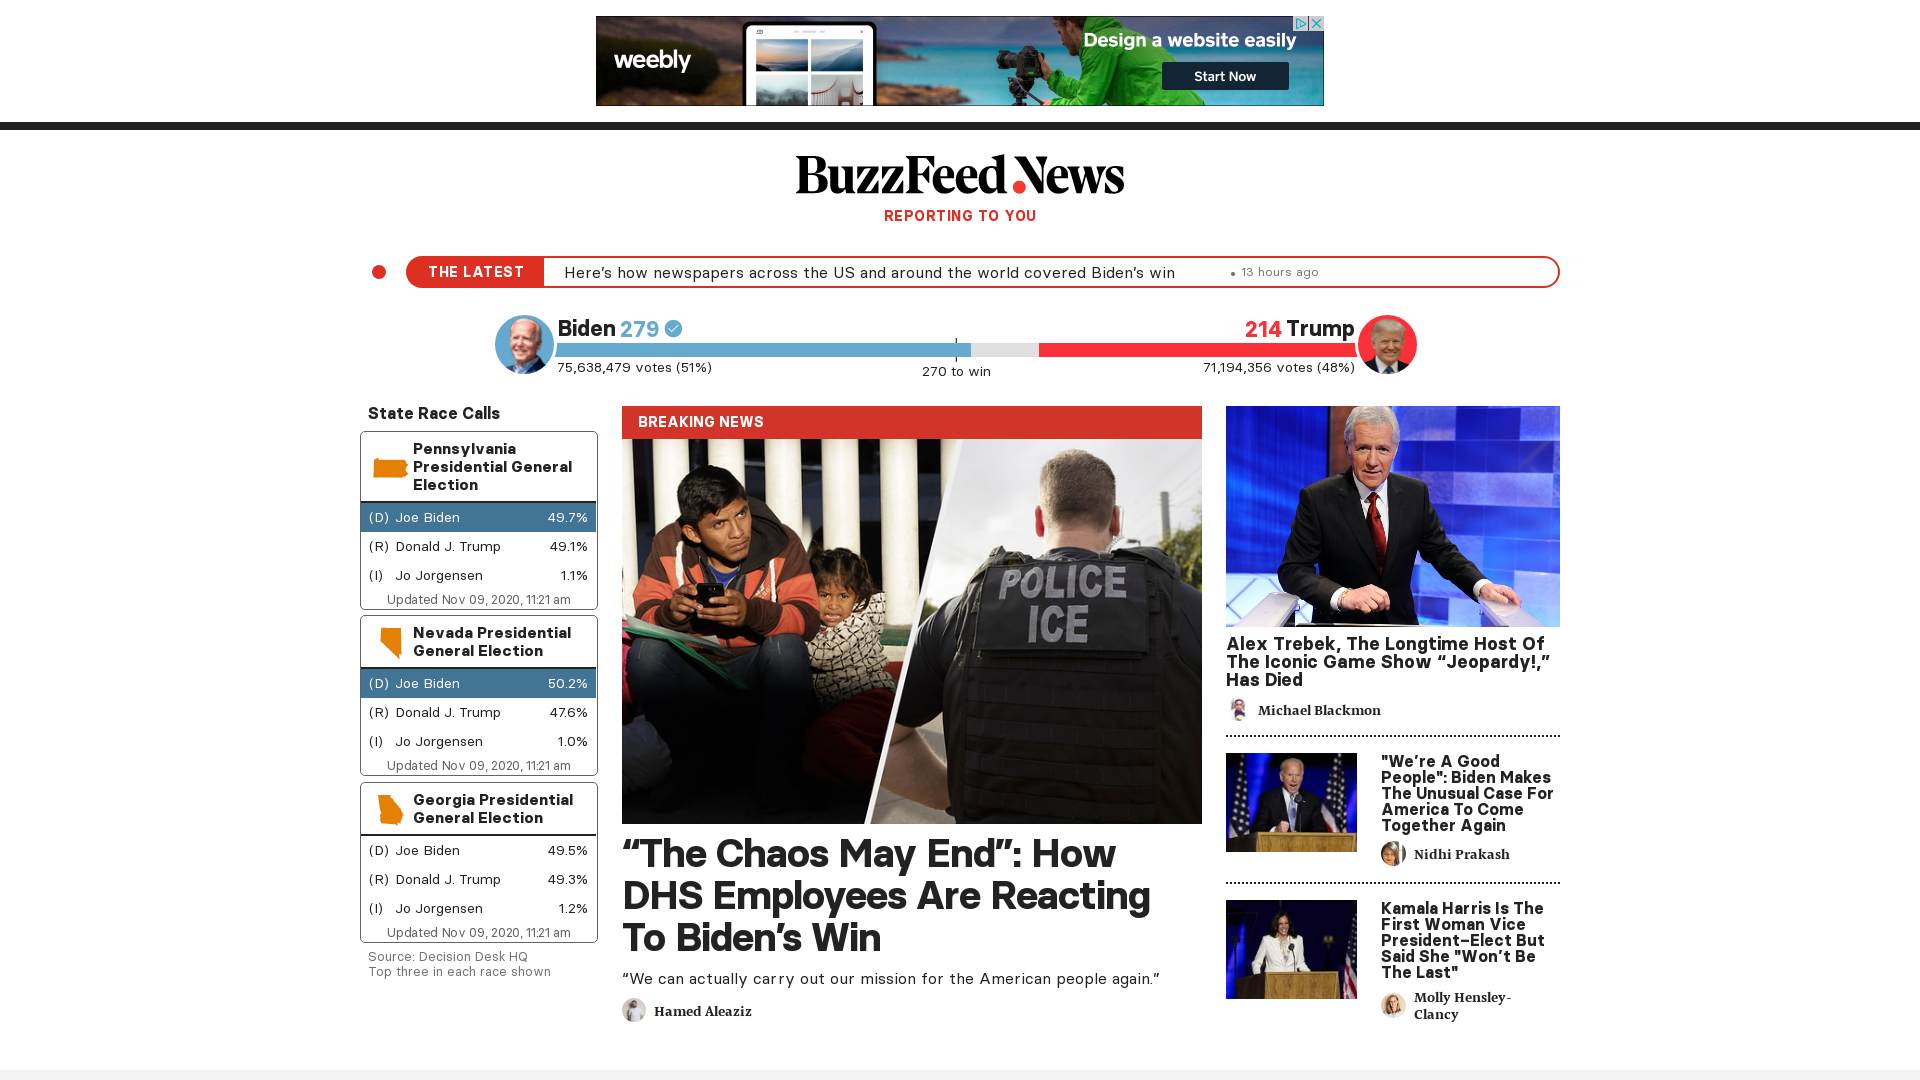 weebly
Design a website easily
Start Now
BuzzFeed News
REPORTING TO YOU
THE LATEST
Here’s how newspapers across the US and around the world covered Biden’s win
• 13 hours ago
Biden 279
214 Trump
75,638,479 votes (51%)
270 to win
71,194,356 votes (48%)
State Race Calls
Pennsylvania
Presidential General
Election
(D) Joe Biden 49.7%
(R) Donald J. Trump 49.1%
(I) Jo Jorgensen 1.1%
Updated Nov 09, 2020, 11:21 am
Nevada Presidential
General Election
(D) Joe Biden 50.2%
(R) Donald J. Trump 47.6%
(I) Jo Jorgensen 1.0%
Updated Nov 09, 2020, 11:21 am
Georgia Presidential
General Election
(D) Joe Biden 49.5%
(R) Donald J. Trump 49.3%
(I) Jo Jorgensen 1.2%
Updated Nov 09, 2020, 11:21 am
Source: Decision Desk HQ
Top three in each race shown
BREAKING NEWS
POLICE
ICE
“The Chaos May End”: How
DHS Employees Are Reacting
To Biden’s Win
“We can actually carry out our mission for the American people again.”
Hamed Aleaziz
Alex Trebek, The Longtime Host Of
The Iconic Game Show “Jeopardy!,”
Has Died
Michael Blackmon
"We’re A Good
People": Biden Makes
The Unusual Case For
America To Come
Together Again
Nidhi Prakash
Kamala Harris Is The
First Woman Vice
President–Elect But
Said She "Won’t Be
The Last"
Molly Hensley-
Clancy